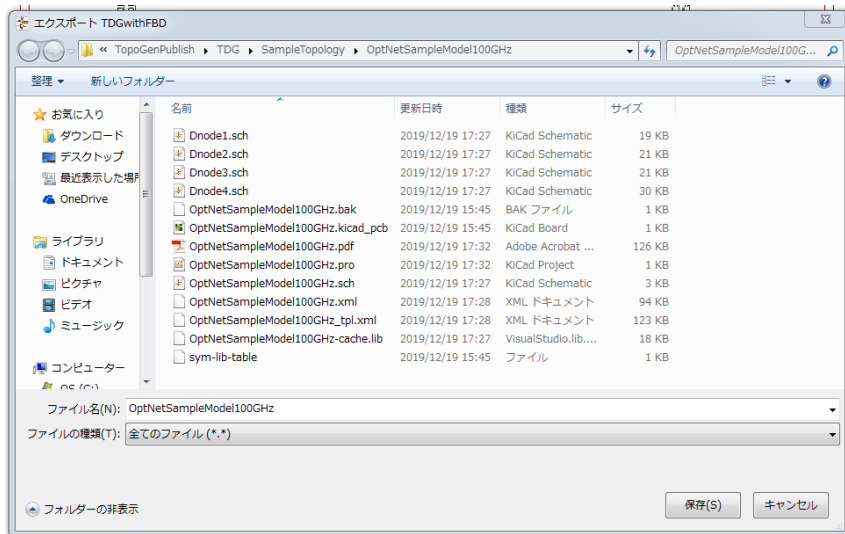 エクスポート TDGwithFBD
« TopoGenPublish ▸ TDG ▸ SampleTopology ▸ OptNetSampleModel100GHz
OptNetSampleModel100G...
整理 ▼ 新しいフォルダー
お気に入り
ダウンロード
デスクトップ
最近表示した場所
OneDrive
ライブラリ
ドキュメント
ピクチャ
ビデオ
ミュージック
コンピューター
OS (C:)
名前 更新日時 種類 サイズ
Dnode1.sch 2019/12/19 17:27 KiCad Schematic 19 KB
Dnode2.sch 2019/12/19 17:27 KiCad Schematic 21 KB
Dnode3.sch 2019/12/19 17:27 KiCad Schematic 21 KB
Dnode4.sch 2019/12/19 17:27 KiCad Schematic 30 KB
OptNetSampleModel100GHz.bak 2019/12/19 15:45 BAK ファイル 1 KB
OptNetSampleModel100GHz.kicad_pcb 2019/12/19 15:45 KiCad Board 1 KB
OptNetSampleModel100GHz.pdf 2019/12/19 17:32 Adobe Acrobat ... 126 KB
OptNetSampleModel100GHz.pro 2019/12/19 17:32 KiCad Project 1 KB
OptNetSampleModel100GHz.sch 2019/12/19 17:27 KiCad Schematic 3 KB
OptNetSampleModel100GHz.xml 2019/12/19 17:28 XML ドキュメント 94 KB
OptNetSampleModel100GHz_tpl.xml 2019/12/19 17:28 XML ドキュメント 123 KB
OptNetSampleModel100GHz-cache.lib 2019/12/19 17:27 VisualStudio.lib.... 18 KB
sym-lib-table 2019/12/19 15:45 ファイル 1 KB
ファイル名(N): OptNetSampleModel100GHz
ファイルの種類(T): 全てのファイル (*.*)
フォルダーの非表示
保存(S) キャンセル